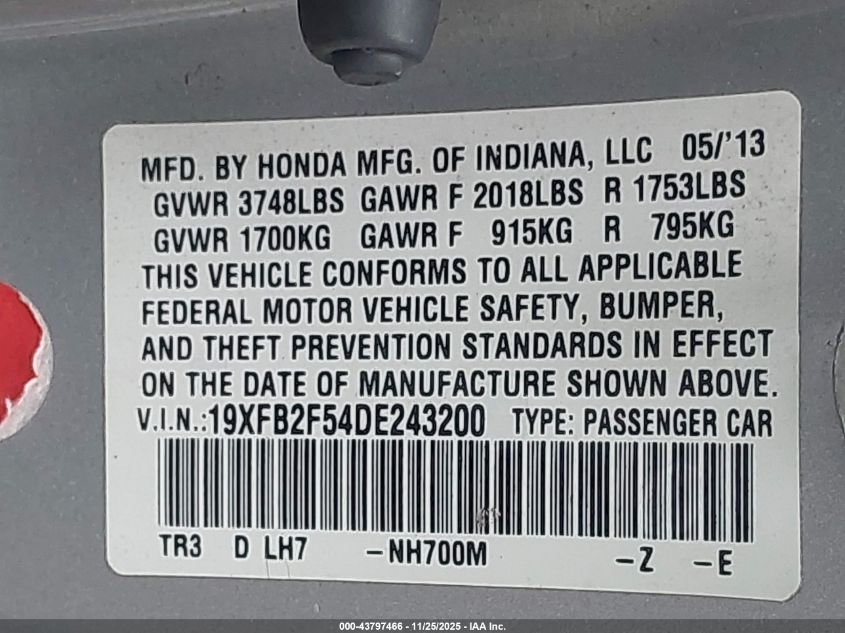 MFD. BY HONDA MFG. OF INDIANA, LLC 05/'13
GVWR 3748LBS GAWR F 2018LBS R 1753LBS
GVWR 1700KG GAWR F 915KG R 795KG
THIS VEHICLE CONFORMS TO ALL APPLICABLE
FEDERAL MOTOR VEHICLE SAFETY, BUMPER,
AND THEFT PREVENTION STANDARDS IN EFFECT
ON THE DATE OF MANUFACTURE SHOWN ABOVE.
V.I.N.:19XFB2F54DE243200 TYPE: PASSENGER CAR
TR3 D LH7 -NH700M -Z -E
000-43797466 - 11/25/2025 - IAA Inc.